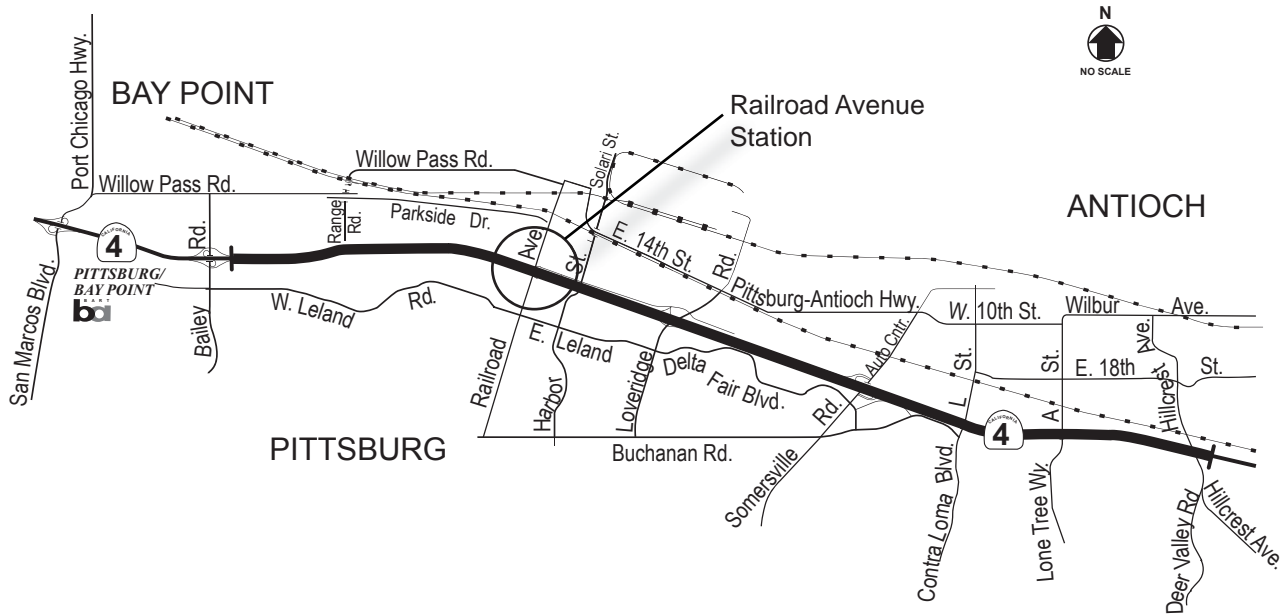 N
NO SCALE
Port Chicago Hwy.
BAY POINT
Railroad Avenue
Station
Solari St.
Willow Pass Rd.
Willow Pass Rd.
ANTIOCH
Range
Rd.
Parkside Dr.
CALIFORNIA
4
Rd.
Ave
St.
E. 14th St.
Rd.
PITTSBURG/
BAY POINT
BART
ba
San Marcos Blvd.
Bailey
W. Leland
Rd.
E. Leland
Pittsburg-Antioch Hwy.
W. 10th St.
Wilbur Ave.
Auto Cntr.
Ave.
St.
St.
E. 18th St.
Railroad
Harbor
Loveridge
Delta
Fair Blvd.
Rd.
L
A
Hillcrest
CALIFORNIA
4
PITTSBURG
Buchanan Rd.
Somersville
Contra Loma Blvd.
Lone Tree Wy.
Deer Valley Rd
Hillcrest Ave.